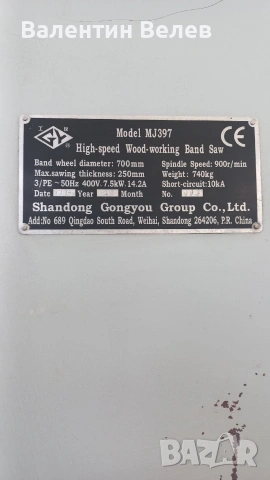 Валентин Велев
Model MJ397
High-speed Wood-working Band Saw
Band wheel diameter: 700mm Spindle Speed: 900r/min
Max.sawing thickness: 250mm Weight: 740kg
3/PE ~ 50Hz 400V. 7.5kW. 14.2A Short-circuit: 10kA
Date Year Month No.
Shandong Gongyou Group Co.,Ltd.
Add:No 689 Qingdao South Road, Weihai, Shandong 264206, P.R. China
BAZAR